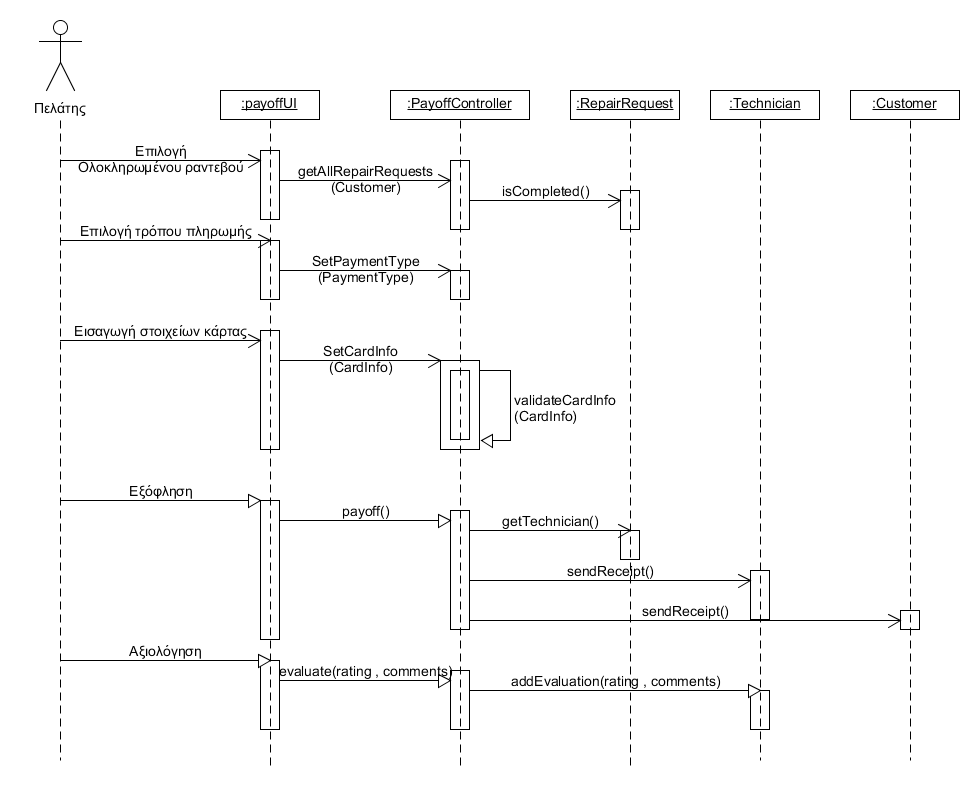 Πελάτης
:payoffUI
:PayoffController
:RepairRequest
:Technician
:Customer
Επιλογή
Ολοκληρωμένου ραντεβού
getAllRepairRequests
(Customer)
isCompleted()
Επιλογή τρόπου πληρωμής
SetPaymentType
(PaymentType)
Εισαγωγή στοιχείων κάρτας
SetCardInfo
(CardInfo)
validateCardInfo
(CardInfo)
Εξόφληση
payoff()
getTechnician()
sendReceipt()
sendReceipt()
Αξιολόγηση
evaluate(rating , comments)
addEvaluation(rating , comments)